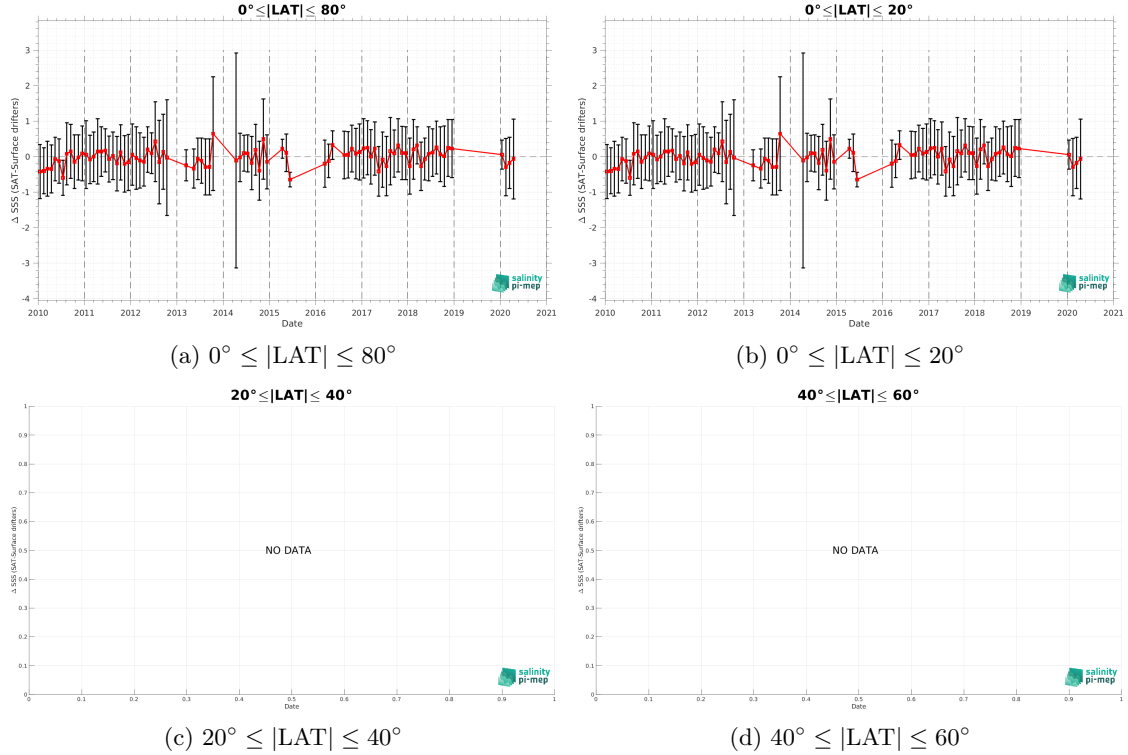 0°≤|LAT|≤ 80°
Δ SSS (SAT-Surface drifters)
3
2
1
0
-1
-2
-3
-4
2010 2011 2012 2013 2014 2015 2016 2017 2018 2019 2020 2021
Date
salinity
pi-mep
(a) 0° ≤ |LAT| ≤ 80°
0°≤|LAT|≤ 20°
Δ SSS (SAT-Surface drifters)
3
2
1
0
-1
-2
-3
-4
2010 2011 2012 2013 2014 2015 2016 2017 2018 2019 2020 2021
Date
salinity
pi-mep
(b) 0° ≤ |LAT| ≤ 20°
20°≤|LAT|≤ 40°
Δ SSS (SAT-Surface drifters)
1
0.9
0.8
0.7
0.6
0.5
0.4
0.3
0.2
0.1
0
NO DATA
0 0.1 0.2 0.3 0.4 0.5 0.6 0.7 0.8 0.9 1
Date
salinity
pi-mep
(c) 20° ≤ |LAT| ≤ 40°
40°≤|LAT|≤ 60°
Δ SSS (SAT-Surface drifters)
1
0.9
0.8
0.7
0.6
0.5
0.4
0.3
0.2
0.1
0
NO DATA
0 0.1 0.2 0.3 0.4 0.5 0.6 0.7 0.8 0.9 1
Date
salinity
pi-mep
(d) 40° ≤ |LAT| ≤ 60°